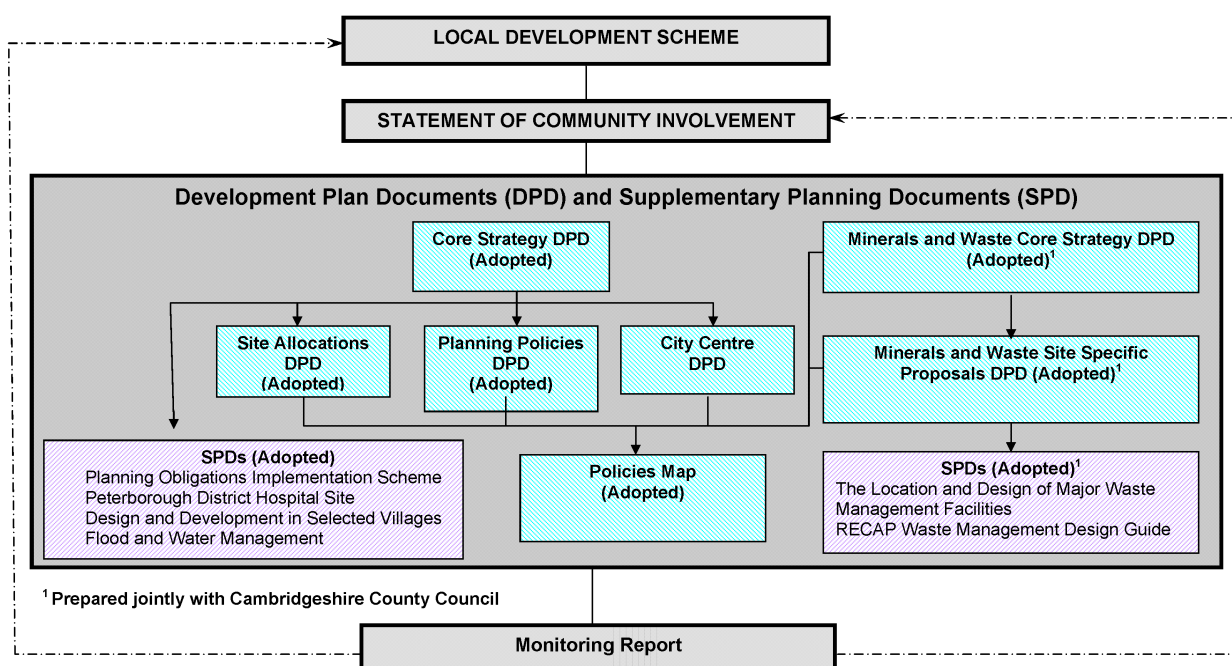 LOCAL DEVELOPMENT SCHEME
STATEMENT OF COMMUNITY INVOLVEMENT
Development Plan Documents (DPD) and Supplementary Planning Documents (SPD)
Core Strategy DPD
(Adopted)
Minerals and Waste Core Strategy DPD
(Adopted)¹
Site Allocations
DPD
(Adopted)
Planning Policies
DPD
(Adopted)
City Centre
DPD
Minerals and Waste Site Specific
Proposals DPD (Adopted)¹
SPDs (Adopted)
Planning Obligations Implementation Scheme
Peterborough District Hospital Site
Design and Development in Selected Villages
Flood and Water Management
Policies Map
(Adopted)
SPDs (Adopted)¹
The Location and Design of Major Waste
Management Facilities
RECAP Waste Management Design Guide
¹ Prepared jointly with Cambridgeshire County Council
Monitoring Report